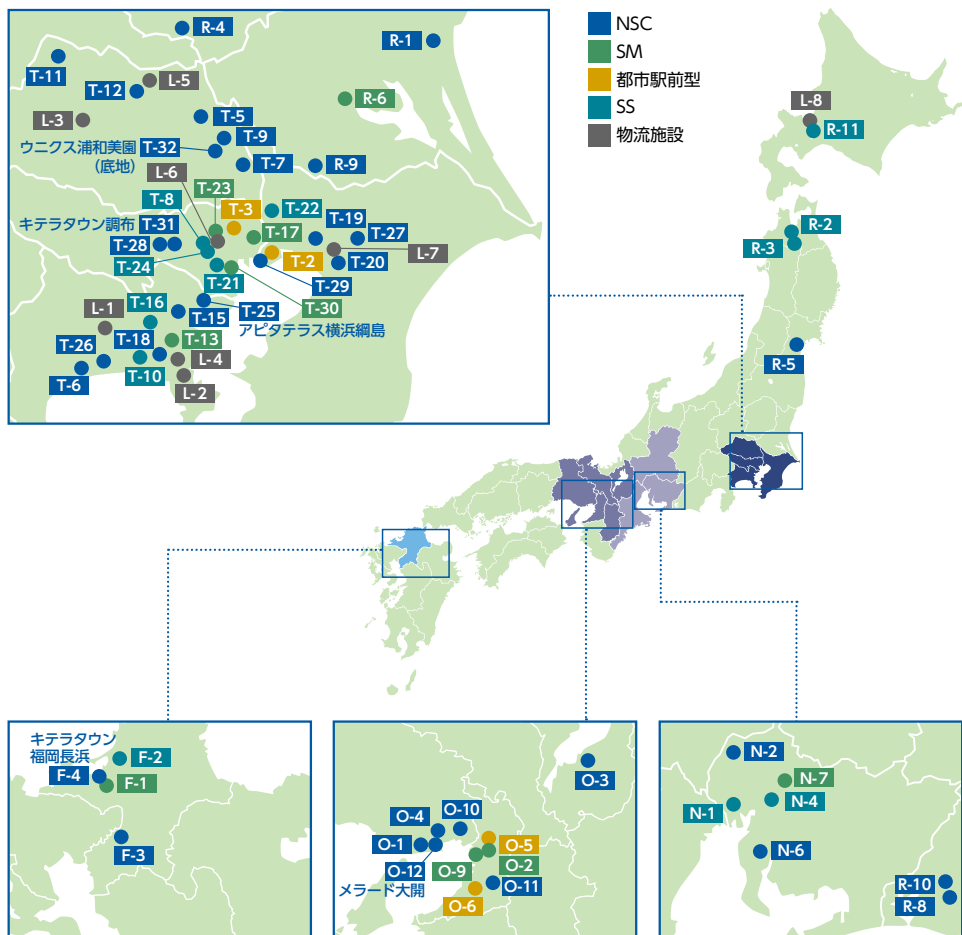 NSC
SM
都市駅前型
SS
物流施設
R-4
R-1
T-11
L-5
T-12
R-6
L-3
T-5
T-9
ウニクス浦和美園
(底地)
T-32
T-7
R-9
L-6
T-23
T-8
T-3
T-22
T-19
キテラタウン調布
T-31
T-17
T-27
T-28
L-7
T-24
T-2
T-20
T-21
T-29
T-16
L-1
T-15
T-25
T-30
アピタテラス横浜綱島
T-26
T-18
T-13
L-4
T-6
T-10
L-2
L-8
R-11
R-2
R-3
R-5
キテラタウン
福岡長浜
F-2
F-4
F-1
F-3
O-3
O-4
O-10
O-1
O-5
O-12
O-9
O-2
メラード大開
O-11
O-6
N-2
N-7
N-1
N-4
N-6
R-10
R-8